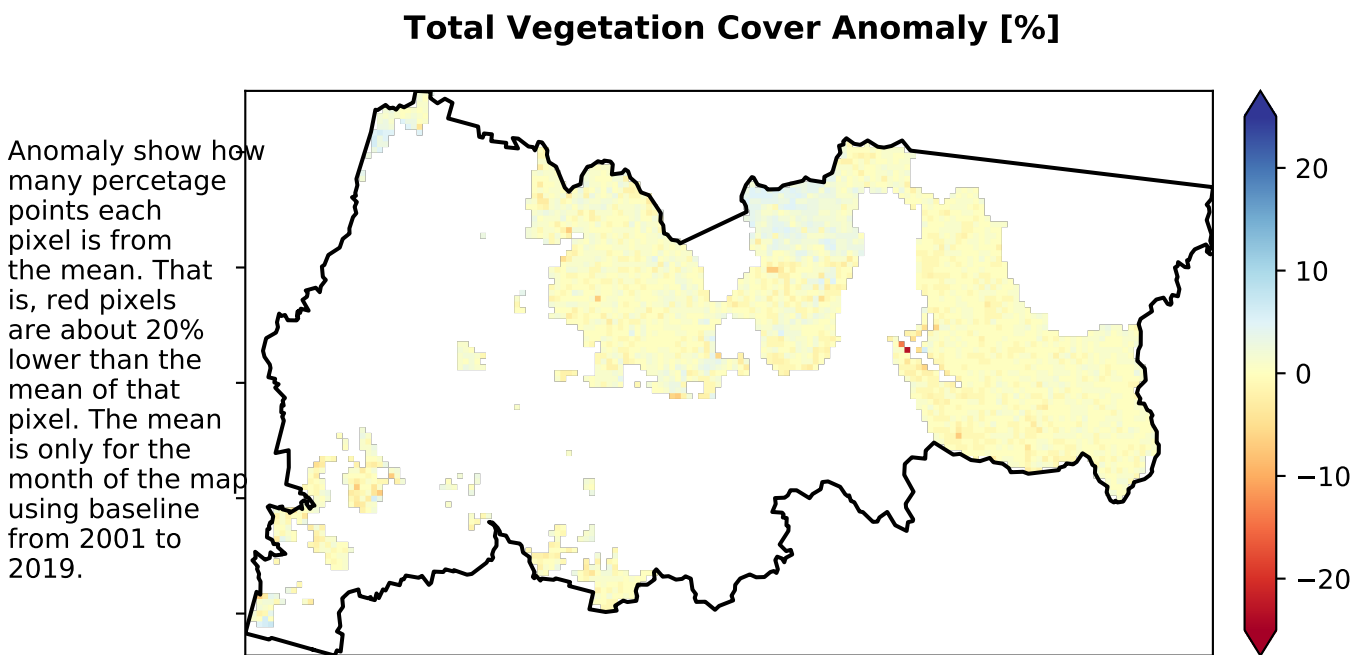 Total Vegetation Cover Anomaly [%]
Anomaly show how
many percetage
points each
pixel is from
the mean. That
is, red pixels
are about 20%
lower than the
mean of that
pixel. The mean
is only for the
month of the map
using baseline
from 2001 to
2019.
20
10
0
−10
−20